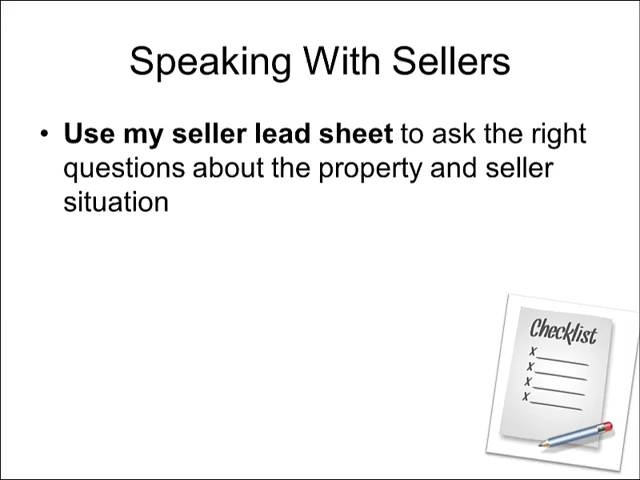 Speaking With Sellers
• Use my seller lead sheet to ask the right
questions about the property and seller
situation
Checklist
x
x
x
x